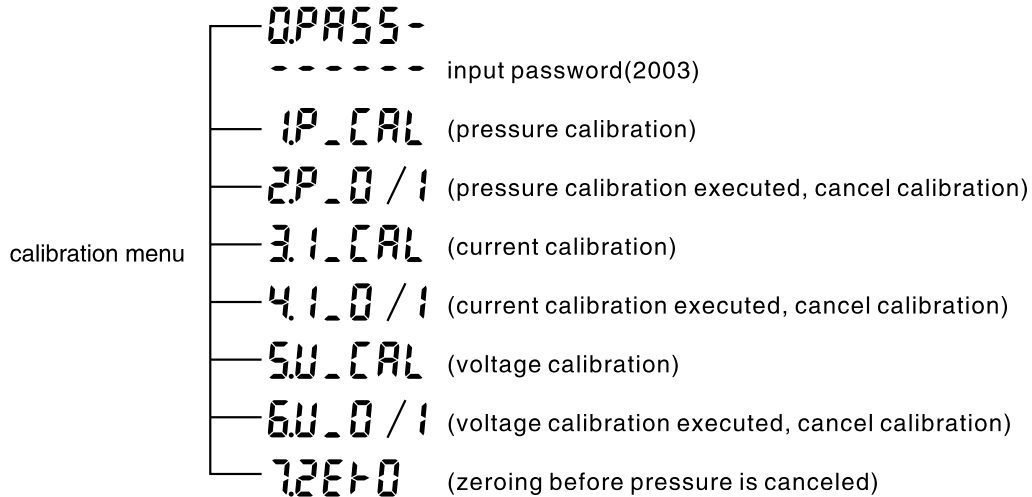 0.PASS-
------ input password(2003)
1.P_CAL (pressure calibration)
2.P_0/1 (pressure calibration executed, cancel calibration)
3.I_CAL (current calibration)
calibration menu
4.I_0/1 (current calibration executed, cancel calibration)
5.U_CAL (voltage calibration)
6.U_0/1 (voltage calibration executed, cancel calibration)
7.ZEr0 (zeroing before pressure is canceled)